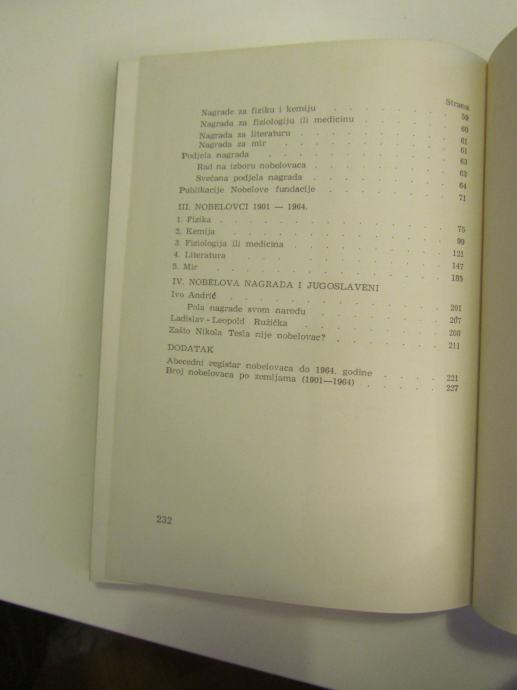 Strana
Nagrade za fiziku i kemiju . . . . . . . 59
Nagrada za fiziologiju ili medicinu . . . . . 60
Nagrada za literaturu . . . . . . . . 61
Nagrada za mir . . . . . . . . . 61
Podjela nagrada . . . . . . . . . 63
Rad na izboru nobelovaca . . . . . . . 63
Svečana podjela nagrada . . . . . . . 64
Publikacije Nobelove fundacije . . . . . . 71
III. NOBELOVCI 1901 — 1964.
1. Fizika . . . . . . . . . . 75
2. Kemija . . . . . . . . . . 99
3. Fiziologija ili medicina . . . . . . . 121
4. Literatura . . . . . . . . . 147
5. Mir . . . . . . . . . . 185
IV. NOBELOVA NAGRADA I JUGOSLAVENI
Ivo Andrić . . . . . . . . . 201
Pola nagrade svom narodu . . . . . . 207
Ladislav-Leopold Ružička . . . . . . . 209
Zašto Nikola Tesla nije nobelovac? . . . . . 211
DODATAK
Abecedni registar nobelovaca do 1964. godine . . . . 221
Broj nobelovaca po zemljama (1901—1964) . . . . 227
232